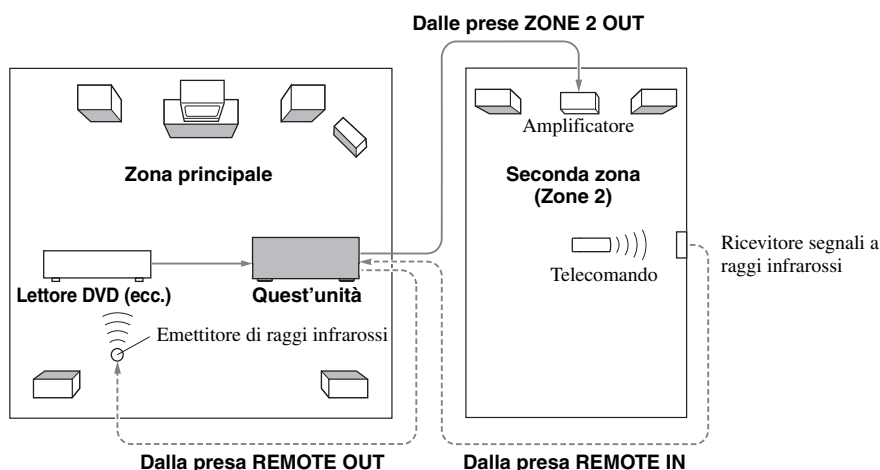 Dalle prese ZONE 2 OUT
Zona principale
Lettore DVD (ecc.)
Quest'unità
Emettitore di raggi infrarossi
Dalla presa REMOTE OUT
Amplificatore
Seconda zona
(Zone 2)
Telecomando
Ricevitore segnali a
raggi infrarossi
Dalla presa REMOTE IN